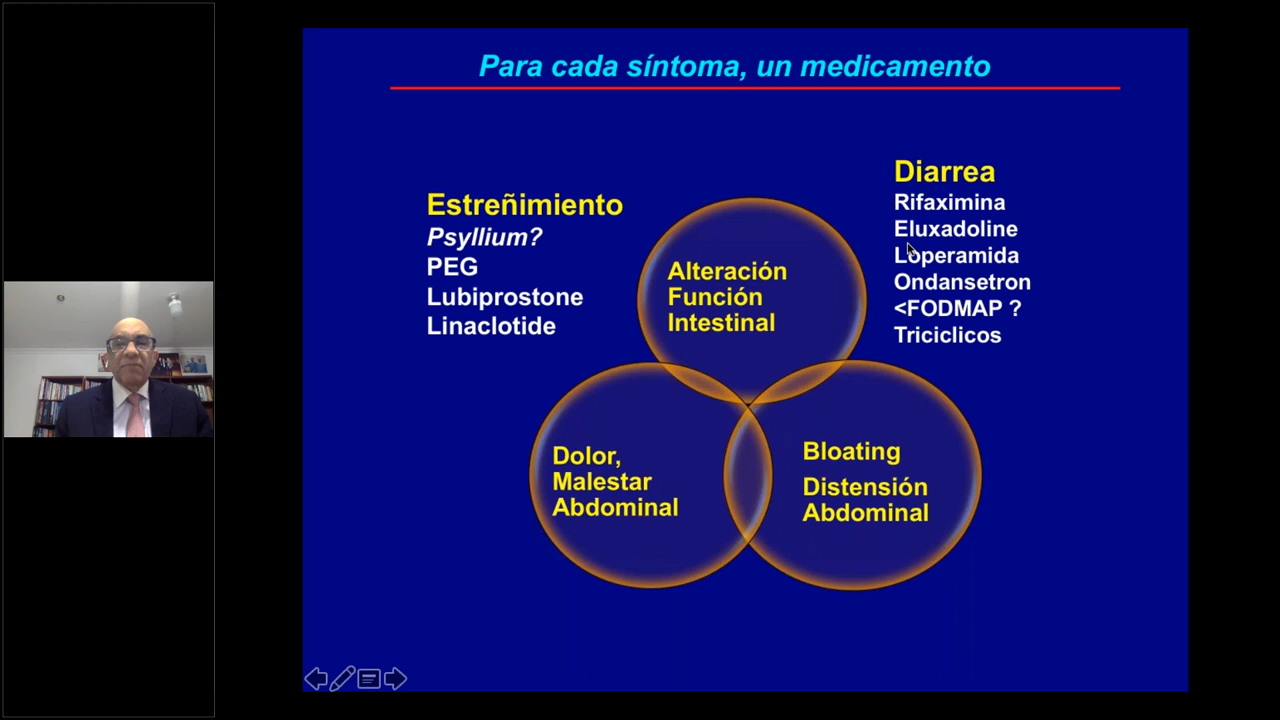 Para cada síntoma, un medicamento
Estreñimiento
Psyllium?
PEG
Lubiprostone
Linaclotide
Diarrea
Rifaximina
Eluxadoline
Loperamida
Ondansetron
<FODMAP ?
Triciclicos
Alteración
Función
Intestinal
Dolor,
Malestar
Abdominal
Bloating
Distensión
Abdominal